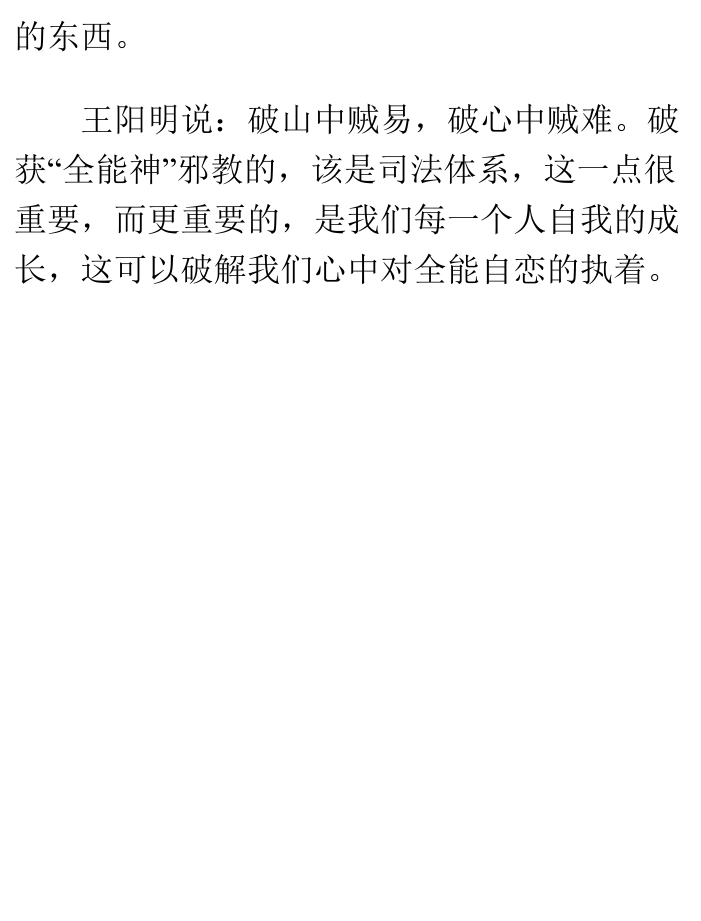 的东西。
王阳明说：破山中贼易，破心中贼难。破
获“全能神”邪教的，该是司法体系，这一点很
重要，而更重要的，是我们每一个人自我的成
长，这可以破解我们心中对全能自恋的执着。